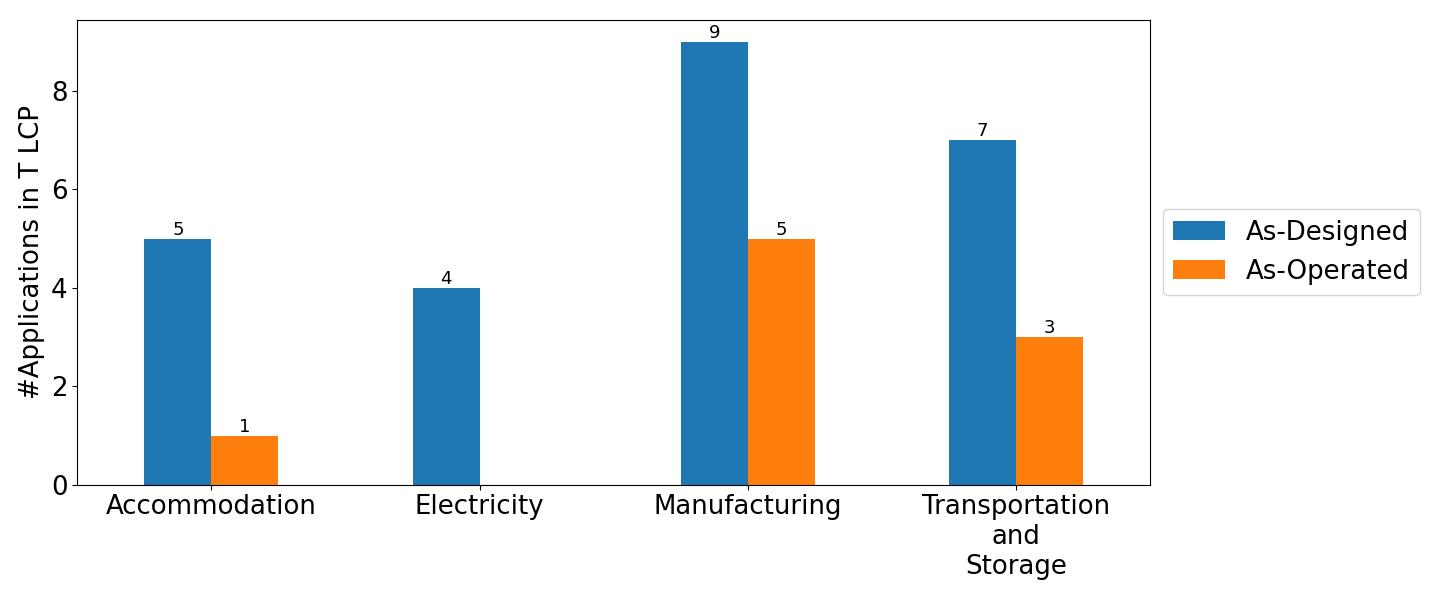 #Applications in T LCP
8
6
4
2
0
5
1
4
9
5
7
3
Accommodation
Electricity
Manufacturing
Transportation
and
Storage
As-Designed
As-Operated